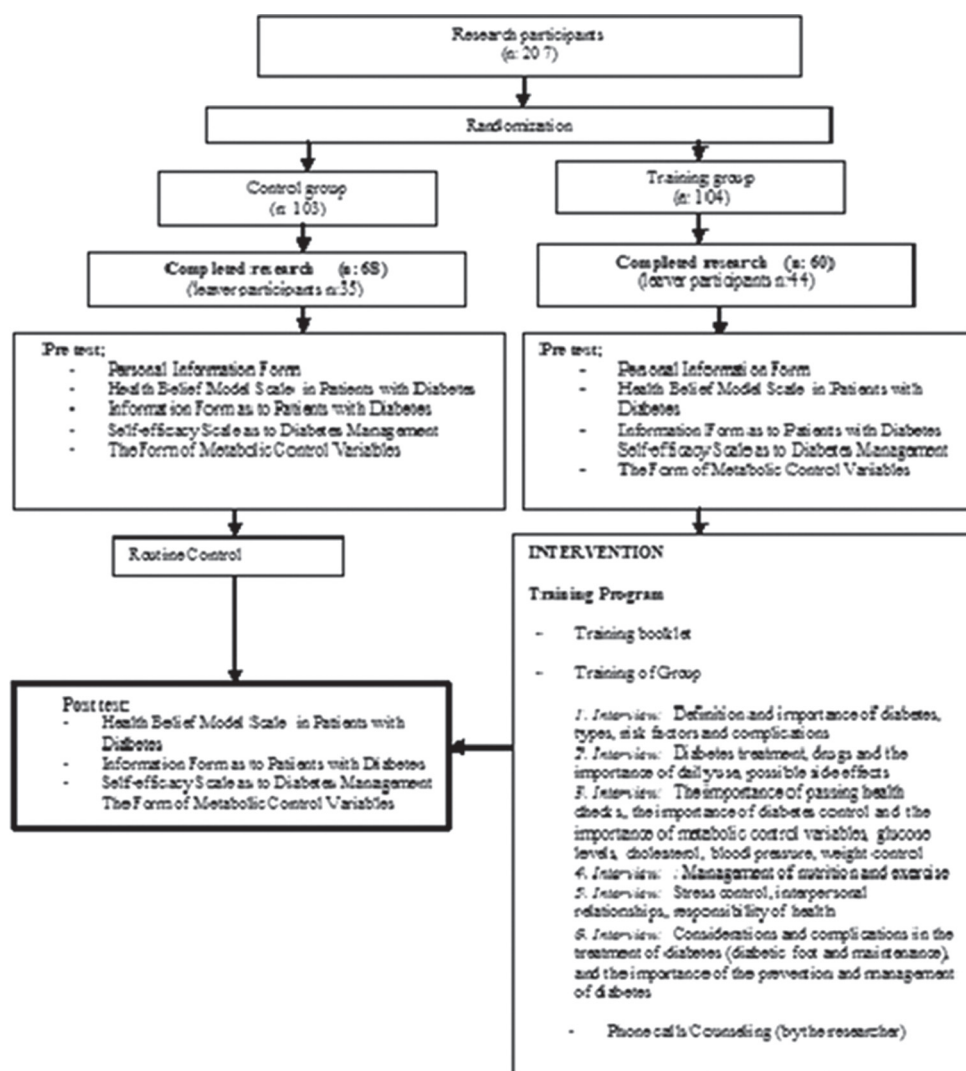 Research participants
(n: 207)
Randomization
Control group
(n: 103)
Training group
(n: 104)
Completed research (n: 68)
(leaver participants n:35)
Completed research (n: 60)
(leaver participants n:44)
Pre test;
- Personal Information Form
- Health Belief Model Scale in Patients with Diabetes
- Information Form as to Patients with Diabetes
- Self-efficacy Scale as to Diabetes Management
- The Form of Metabolic Control Variables
Pre test;
- Personal Information Form
- Health Belief Model Scale in Patients with
Diabetes
- Information Form as to Patients with Diabetes
Self-efficacy Scale as to Diabetes Management
- The Form of Metabolic Control Variables
Routine Control
Post test;
- Health Belief Model Scale in Patients with
Diabetes
- Information Form as to Patients with Diabetes
- Self-efficacy Scale as to Diabetes Management
The Form of Metabolic Control Variables
INTERVENTION
Training Program
- Training booklet
- Training of Group
1. Interview: Definition and importance of diabetes,
types, risk factors and complications
2. Interview: Diabetes treatment, drugs and the
importance of daily use, possible side effects
3. Interview: The importance of passing health
checks, the importance of diabetes control and the
importance of metabolic control variables, glucose
levels, cholesterol, blood pressure, weight-control
4. Interview: : Management of nutrition and exercise
5. Interview: Stress control, interpersonal
relationships, responsibility of health
6. Interview: Considerations and complications in the
treatment of diabetes (diabetic foot and maintenance),
and the importance of the prevention and management
of diabetes
- Phone calls/Counseling (by the researcher)